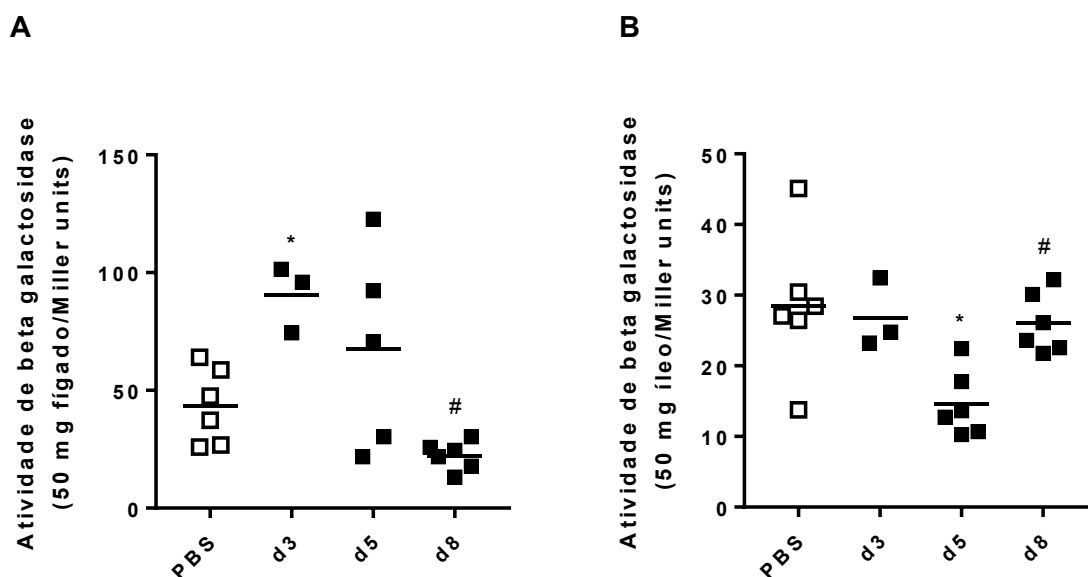 A
Atividade de beta galactosidase
(50 mg fígado/Miller units)
150
100
50
0
*
#
PBS
d3
d5
d8
B
Atividade de beta galactosidase
(50 mg íleo/Miller units)
50
40
30
20
10
0
*
#
PBS
d3
d5
d8